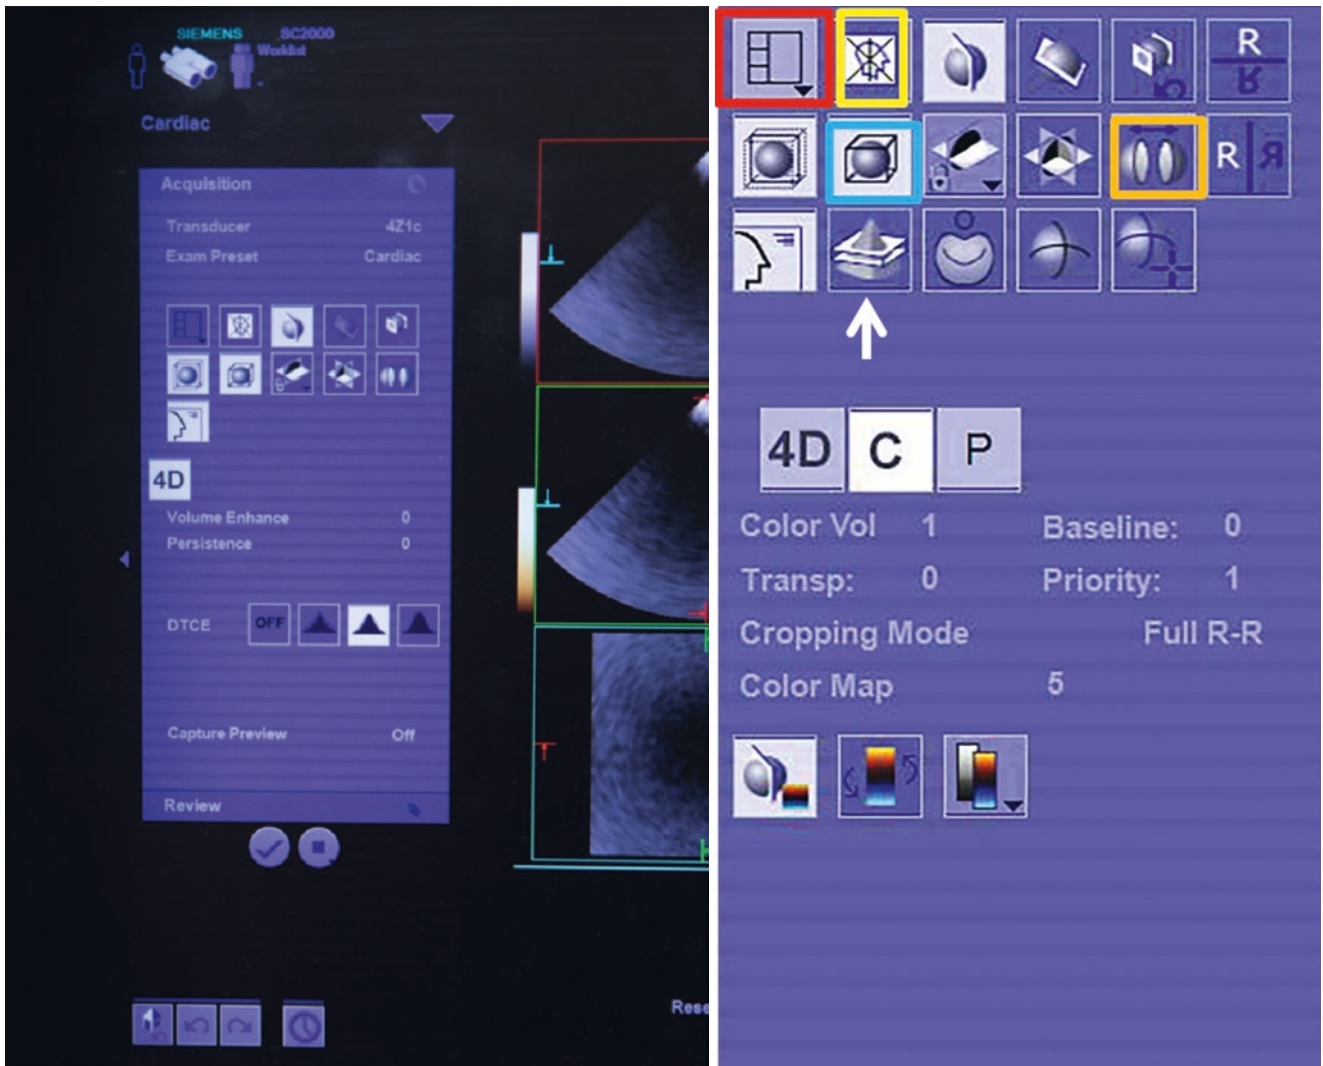 SIEMENS SC2000
Worklist
Cardiac
Acquisition
Transducer 4Z1c
Exam Preset Cardiac
4D
Volume Enhance 0
Persistence 0
DTCE OFF
Capture Preview Off
Review
Rese
R
R
R R
4D C P
Color Vol 1 Baseline: 0
Transp: 0 Priority: 1
Cropping Mode Full R-R
Color Map 5